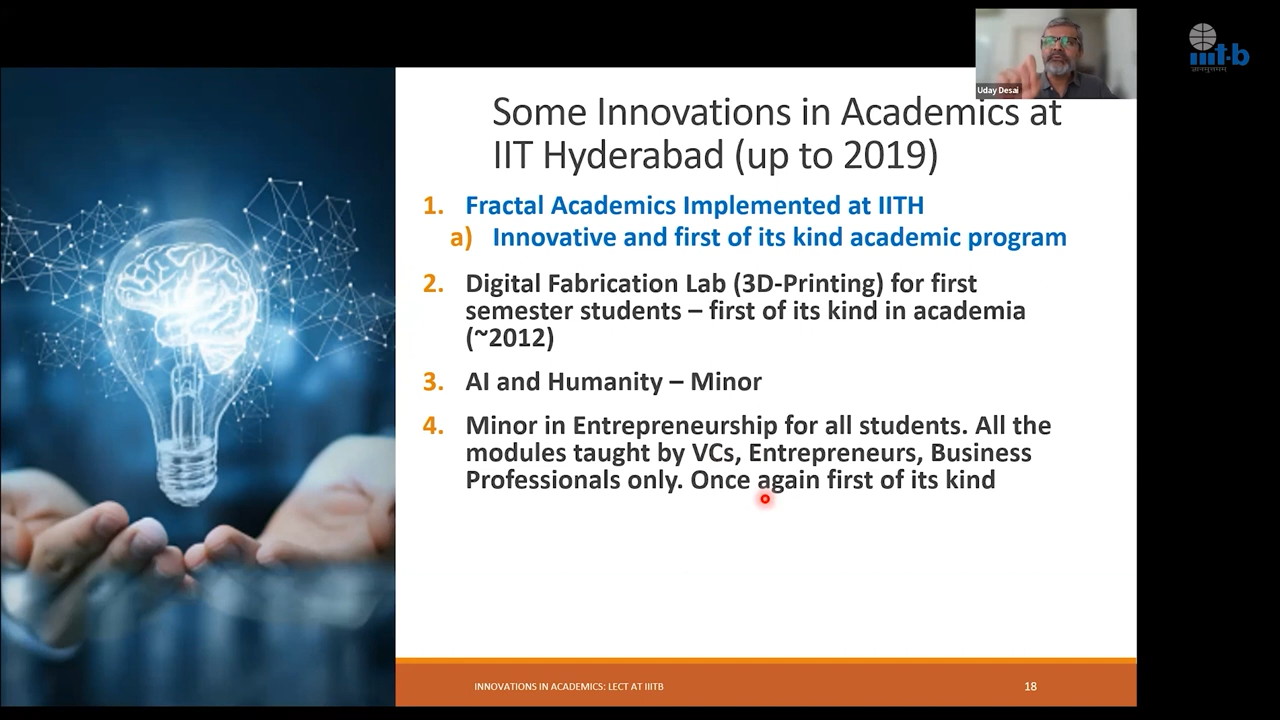 iiit-b
ज्ञानमुत्तमम्
Uday Desai
Some Innovations in Academics at
IIT Hyderabad (up to 2019)
1. Fractal Academics Implemented at IITH
a) Innovative and first of its kind academic program
2. Digital Fabrication Lab (3D-Printing) for first
semester students – first of its kind in academia
(~2012)
3. AI and Humanity – Minor
4. Minor in Entrepreneurship for all students. All the
modules taught by VCs, Entrepreneurs, Business
Professionals only. Once again first of its kind
INNOVATIONS IN ACADEMICS: LECT AT IIITB
18